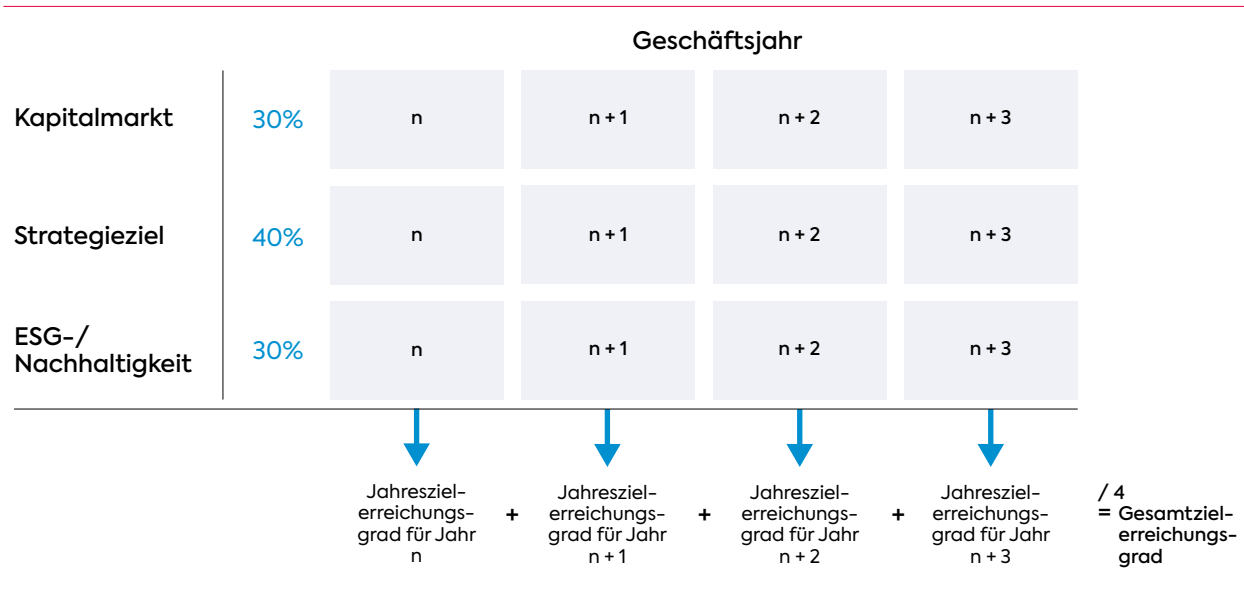 Geschäftsjahr
Kapitalmarkt 30% n n + 1 n + 2 n + 3
Strategieziel 40% n n + 1 n + 2 n + 3
ESG-/
Nachhaltigkeit 30% n n + 1 n + 2 n + 3
Jahresziel-
erreichungs-
grad für Jahr
n
+
Jahresziel-
erreichungs-
grad für Jahr
n + 1
+
Jahresziel-
erreichungs-
grad für Jahr
n + 2
+
Jahresziel-
erreichungs-
grad für Jahr
n + 3
/ 4
= Gesamtziel-
erreichungs-
grad